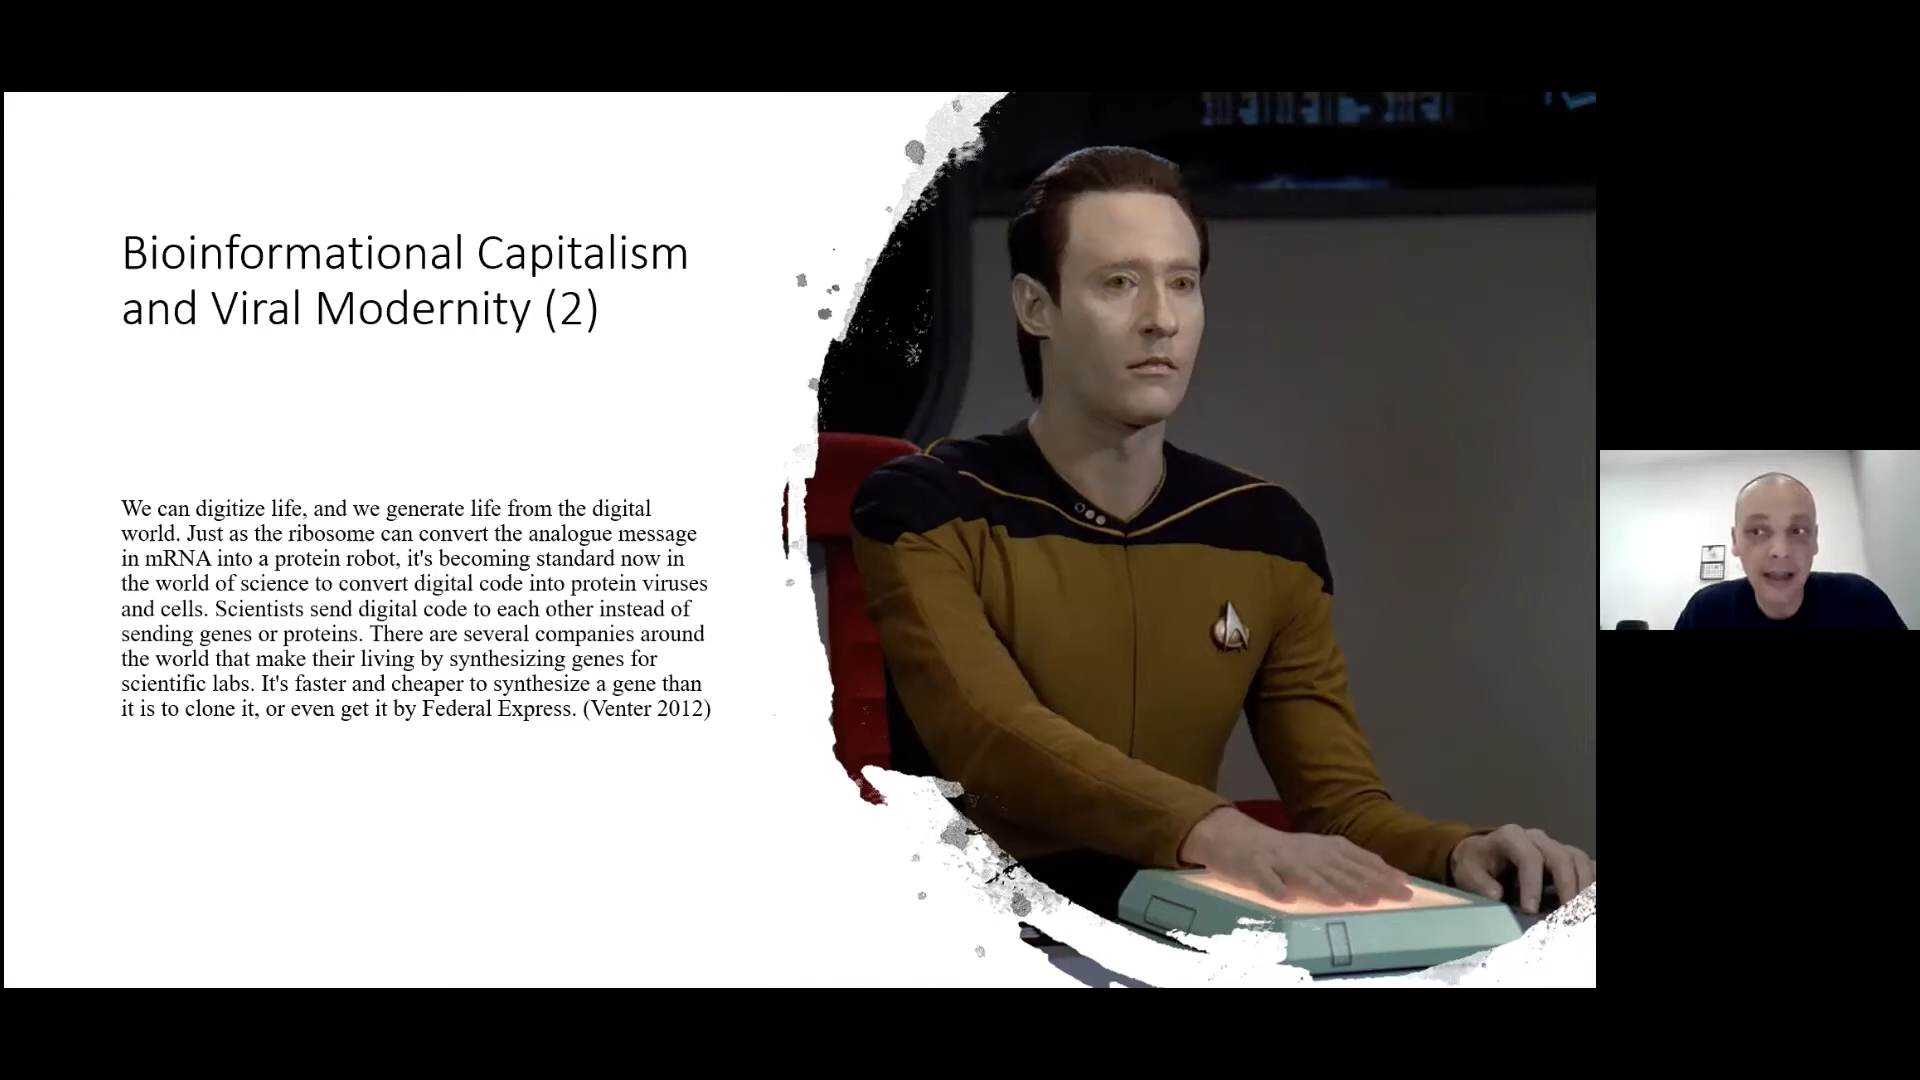 Bioinformational Capitalism
and Viral Modernity (2)
We can digitize life, and we generate life from the digital
world. Just as the ribosome can convert the analogue message
in mRNA into a protein robot, it's becoming standard now in
the world of science to convert digital code into protein viruses
and cells. Scientists send digital code to each other instead of
sending genes or proteins. There are several companies around
the world that make their living by synthesizing genes for
scientific labs. It's faster and cheaper to synthesize a gene than
it is to clone it, or even get it by Federal Express. (Venter 2012)